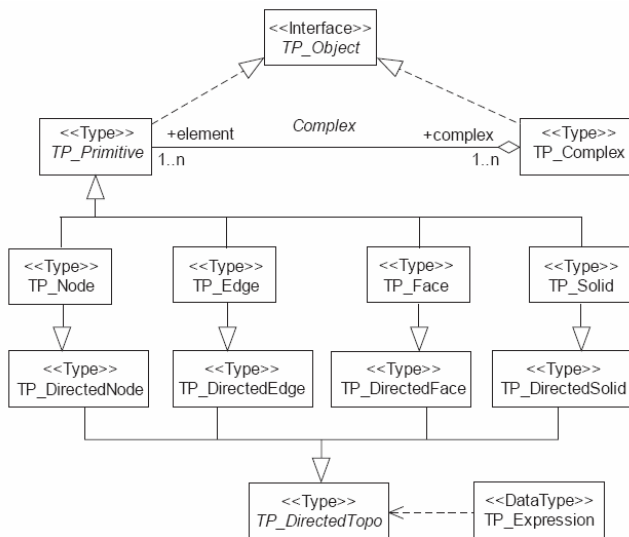 <<Interface>>
TP_Object
<<Type>>
TP_Primitive
+element
Complex
+complex
1..n
1..n
<<Type>>
TP_Complex
<<Type>>
TP_Node
<<Type>>
TP_Edge
<<Type>>
TP_Face
<<Type>>
TP_Solid
<<Type>>
TP_DirectedNode
<<Type>>
TP_DirectedEdge
<<Type>>
TP_DirectedFace
<<Type>>
TP_DirectedSolid
<<Type>>
TP_DirectedTopo
<<DataType>>
TP_Expression